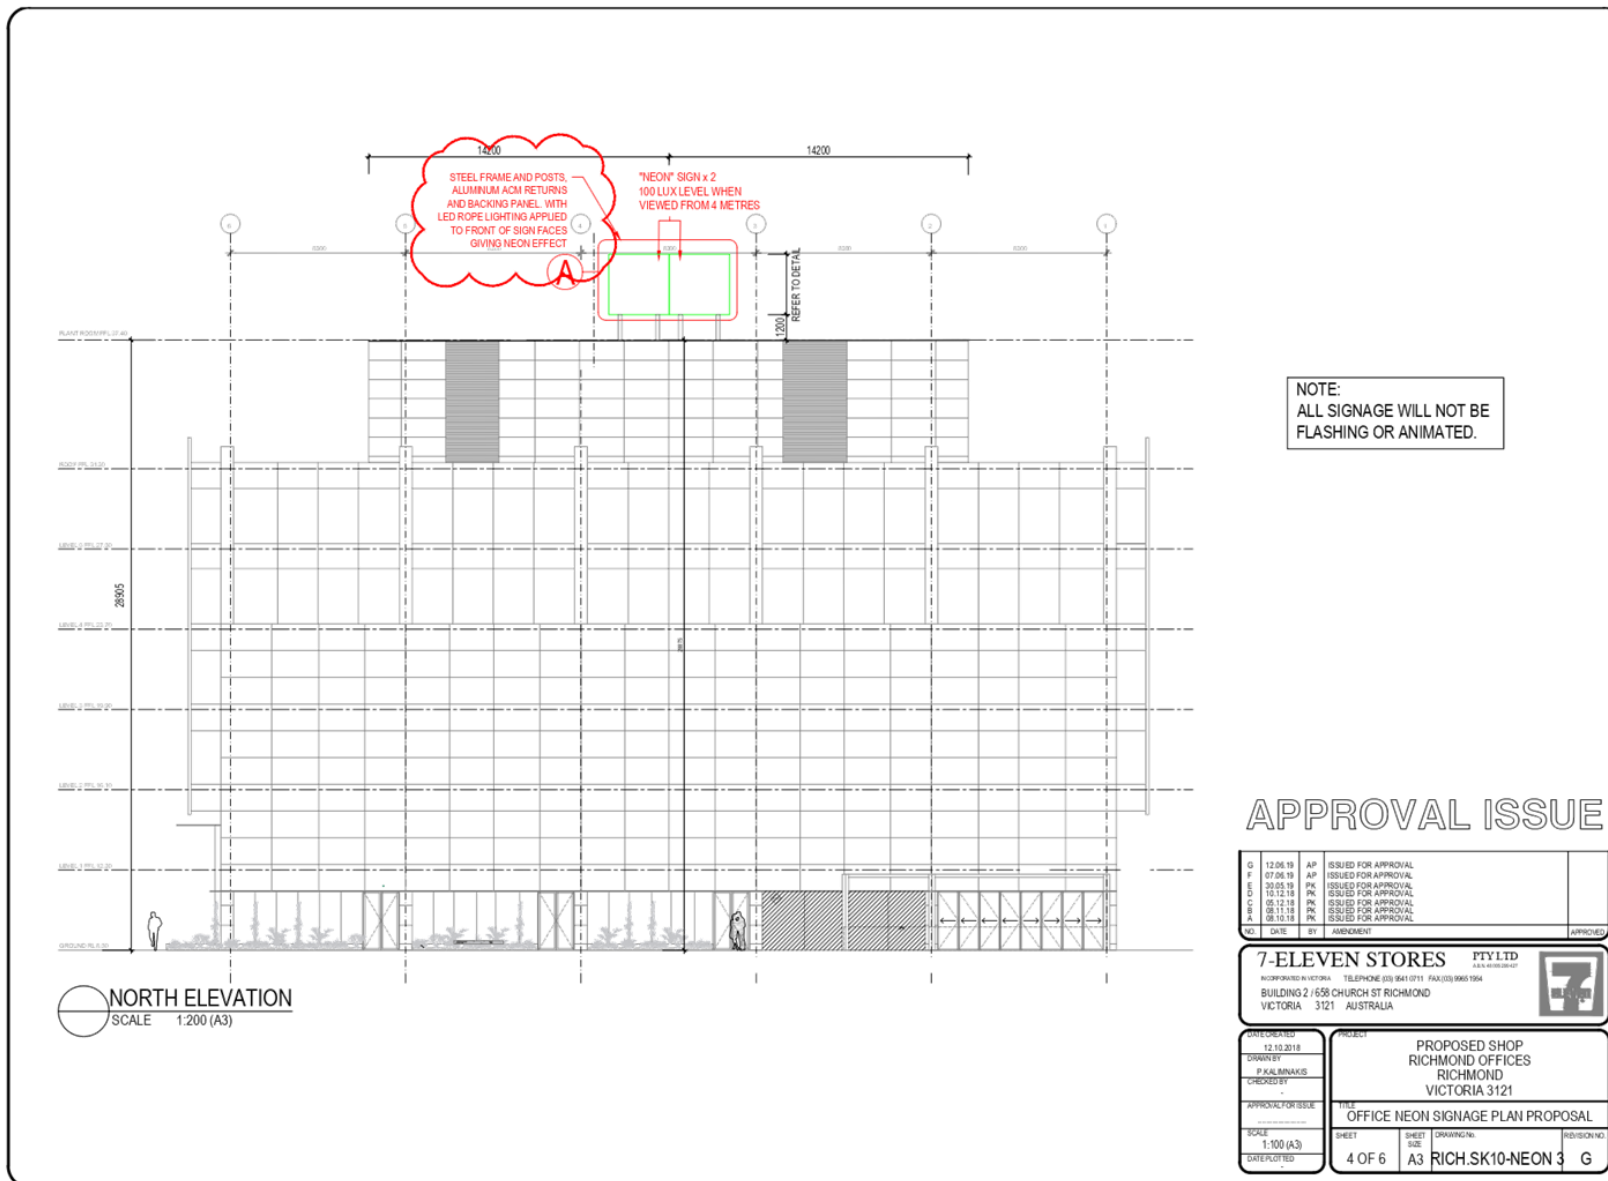 14200
14200
STEEL FRAME AND POSTS,
ALUMINUM ACM RETURNS
AND BACKING PANEL. WITH
LED ROPE LIGHTING APPLIED
TO FRONT OF SIGN FACES
GIVING NEON EFFECT
"NEON" SIGN x 2
100 LUX LEVEL WHEN
VIEWED FROM 4 METRES
A
REFER TO DETAIL
1200
28905
NOTE:
ALL SIGNAGE WILL NOT BE
FLASHING OR ANIMATED.
NORTH ELEVATION
SCALE 1:200 (A3)
APPROVAL ISSUE
G 12.06.19 AP ISSUED FOR APPROVAL
F 07.06.19 AP ISSUED FOR APPROVAL
E 30.05.19 PK ISSUED FOR APPROVAL
D 10.12.18 PK ISSUED FOR APPROVAL
C 05.12.18 PK ISSUED FOR APPROVAL
B 08.11.18 PK ISSUED FOR APPROVAL
A 08.10.18 PK ISSUED FOR APPROVAL
NO. DATE BY AMENDMENT APPROVED
7-ELEVEN STORES PTY LTD
INCORPORATED IN VICTORIA TELEPHONE (03) 9541 0711
BUILDING 2 / 658 CHURCH ST RICHMOND
VICTORIA 3121 AUSTRALIA
7
ELEVEN
DATE CREATED
12.10.2018
DRAWN BY
P.KALIMNAKIS
CHECKED BY
-
APPROVAL FOR ISSUE
SCALE
1:100 (A3)
DATE PLOTTED
-
PROJECT
PROPOSED SHOP
RICHMOND OFFICES
RICHMOND
VICTORIA 3121
TITLE
OFFICE NEON SIGNAGE PLAN PROPOSAL
SHEET
4 OF 6
SHEET SIZE
A3
DRAWING No.
RICH.SK10-NEON 3
REVISION NO.
G